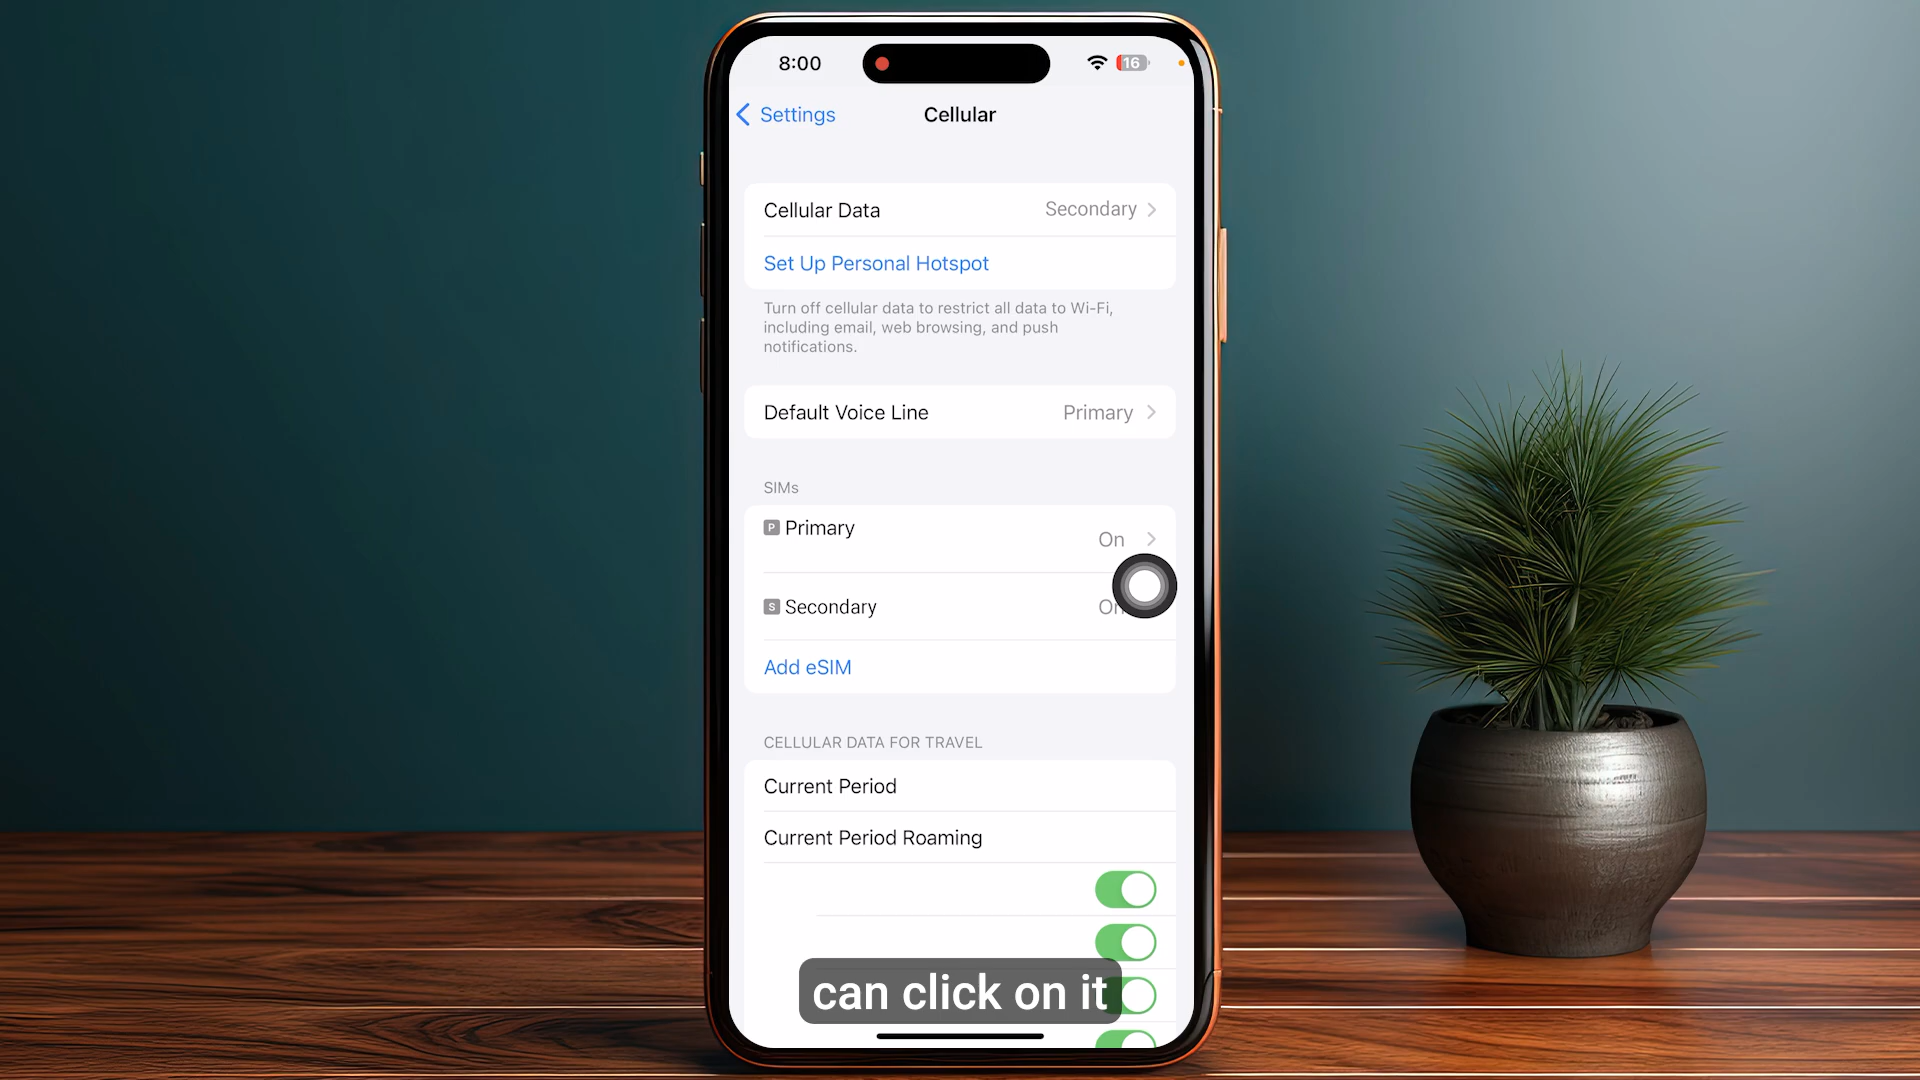 8:00
16
Settings
Cellular
Cellular Data
Secondary
Set Up Personal Hotspot
Turn off cellular data to restrict all data to Wi-Fi,
including email, web browsing, and push
notifications.
Default Voice Line
Primary
SIMs
P Primary
On
S Secondary
Add eSIM
CELLULAR DATA FOR TRAVEL
Current Period
Current Period Roaming
can click on it